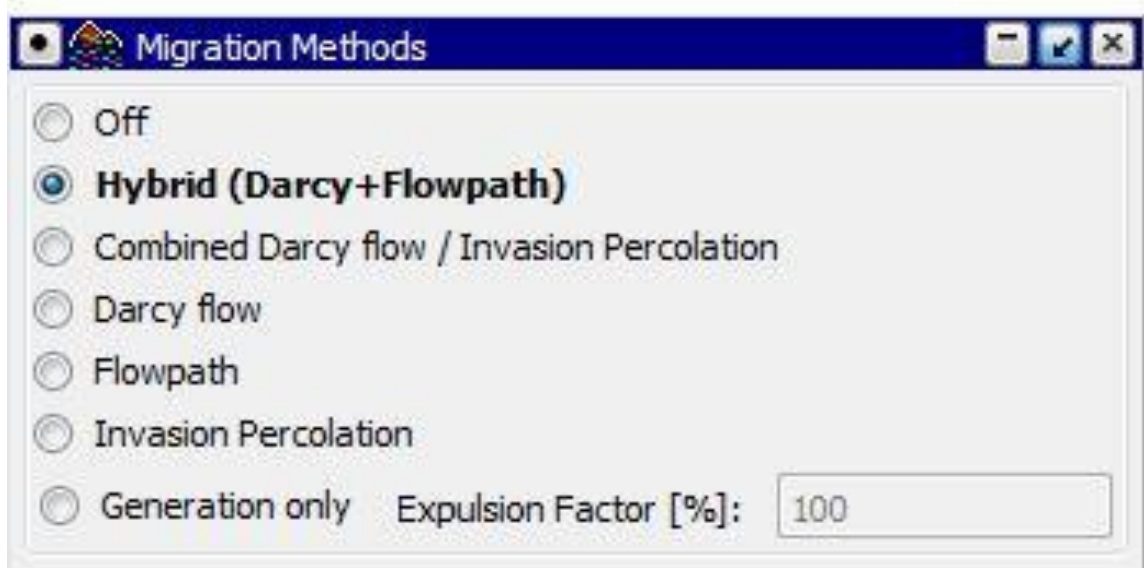 Migration Methods
Off
Hybrid (Darcy+Flowpath)
Combined Darcy flow / Invasion Percolation
Darcy flow
Flowpath
Invasion Percolation
Generation only Expulsion Factor [%]: 100